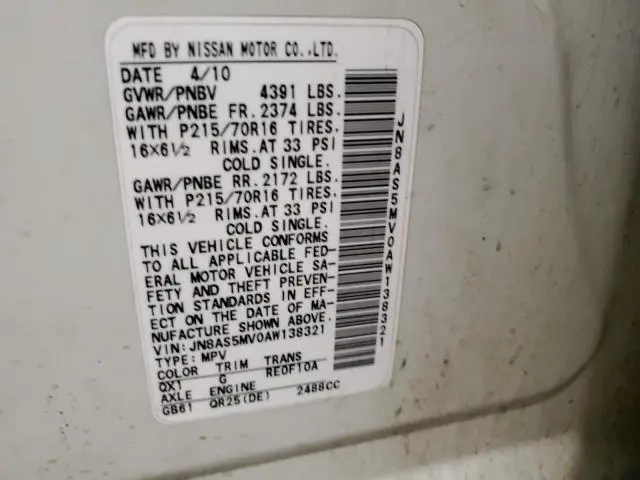 MFD BY NISSAN MOTOR CO.,LTD.
DATE 4/10
GVWR/PNBV 4391 LBS.
GAWR/PNBE FR. 2374 LBS.
WITH P215/70R16 TIRES.
16X6½ RIMS.AT 33 PSI
COLD SINGLE.
GAWR/PNBE RR. 2172 LBS.
WITH P215/70R16 TIRES.
16X6½ RIMS.AT 33 PSI
COLD SINGLE.
THIS VEHICLE CONFORMS
TO ALL APPLICABLE FED-
ERAL MOTOR VEHICLE SA-
FETY AND THEFT PREVEN-
TION STANDARDS IN EFF-
ECT ON THE DATE OF MA-
NUFACTURE SHOWN ABOVE.
VIN: JN8AS5MV0AW138321
TYPE: MPV
COLOR TRIM TRANS
QX1 G RE0F10A
AXLE ENGINE
GB61 QR25(DE) 2488CC
JN8AS5MV0AW138321